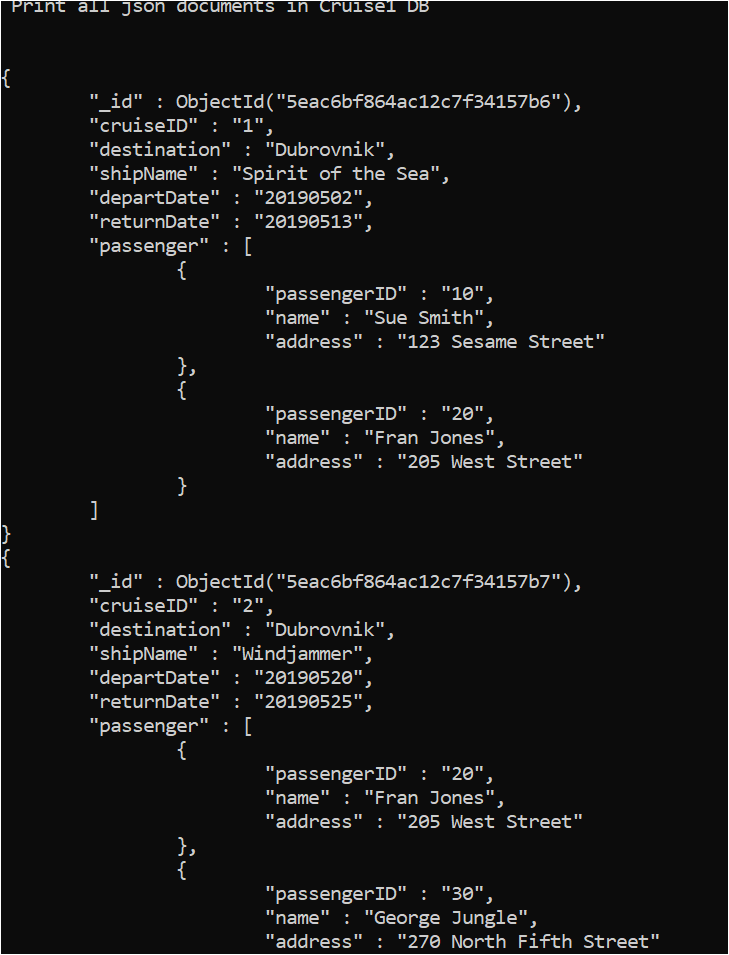 Print all json documents in Cruise1 DB
{
"_id" : ObjectId("5eac6bf864ac12c7f34157b6"),
"cruiseID" : "1",
"destination" : "Dubrovnik",
"shipName" : "Spirit of the Sea",
"departDate" : "20190502",
"returnDate" : "20190513",
"passenger" : [
{
"passengerID" : "10",
"name" : "Sue Smith",
"address" : "123 Sesame Street"
},
{
"passengerID" : "20",
"name" : "Fran Jones",
"address" : "205 West Street"
}
]
}
{
"_id" : ObjectId("5eac6bf864ac12c7f34157b7"),
"cruiseID" : "2",
"destination" : "Dubrovnik",
"shipName" : "Windjammer",
"departDate" : "20190520",
"returnDate" : "20190525",
"passenger" : [
{
"passengerID" : "20",
"name" : "Fran Jones",
"address" : "205 West Street"
},
{
"passengerID" : "30",
"name" : "George Jungle",
"address" : "270 North Fifth Street"